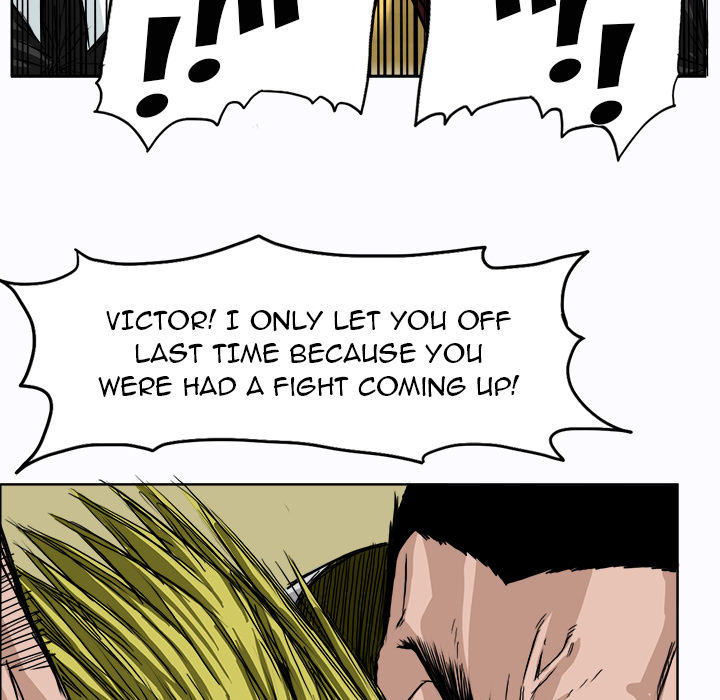 !! !!
VICTOR! I ONLY LET YOU OFF
LAST TIME BECAUSE YOU
WERE HAD A FIGHT COMING UP!